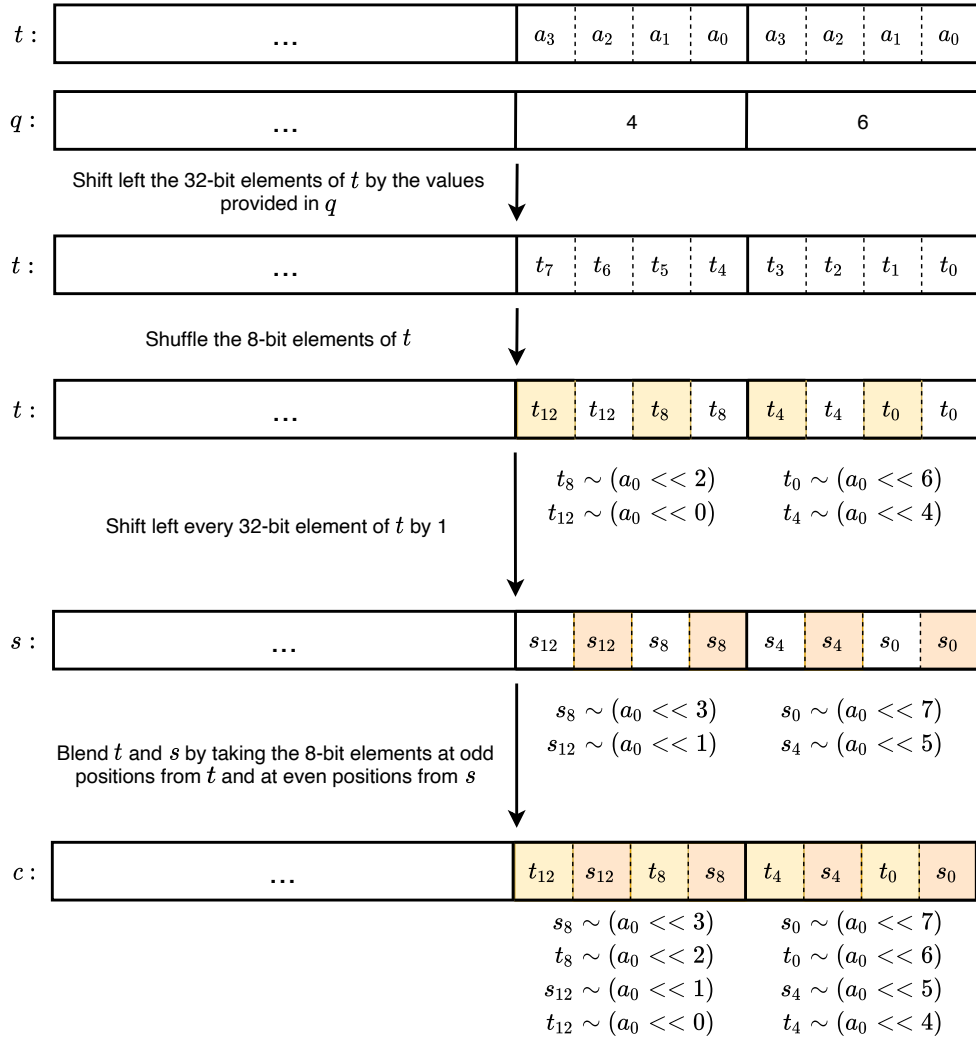 t : ... a₃ a₂ a₁ a₀ a₃ a₂ a₁ a₀
q : ... 4 6
Shift left the 32-bit elements of t by the values
provided in q
t : ... t₇ t₆ t₅ t₄ t₃ t₂ t₁ t₀
Shuffle the 8-bit elements of t
t : ... t₁₂ t₁₂ t₈ t₈ t₄ t₄ t₀ t₀
t₈ ∼ (a₀ << 2) t₀ ∼ (a₀ << 6)
t₁₂ ∼ (a₀ << 0) t₄ ∼ (a₀ << 4)
Shift left every 32-bit element of t by 1
s : ... s₁₂ s₁₂ s₈ s₈ s₄ s₄ s₀ s₀
s₈ ∼ (a₀ << 3) s₀ ∼ (a₀ << 7)
s₁₂ ∼ (a₀ << 1) s₄ ∼ (a₀ << 5)
Blend t and s by taking the 8-bit elements at odd
positions from t and at even positions from s
c : ... t₁₂ s₁₂ t₈ s₈ t₄ s₄ t₀ s₀
s₈ ∼ (a₀ << 3) s₀ ∼ (a₀ << 7)
t₈ ∼ (a₀ << 2) t₀ ∼ (a₀ << 6)
s₁₂ ∼ (a₀ << 1) s₄ ∼ (a₀ << 5)
t₁₂ ∼ (a₀ << 0) t₄ ∼ (a₀ << 4)